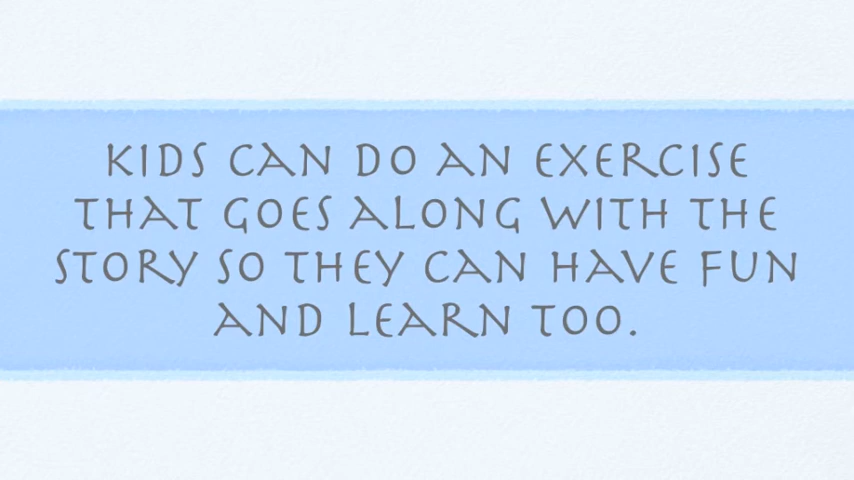 KIDS CAN DO AN EXERCISE
THAT GOES ALONG WITH THE
STORY SO THEY CAN HAVE FUN
AND LEARN TOO.